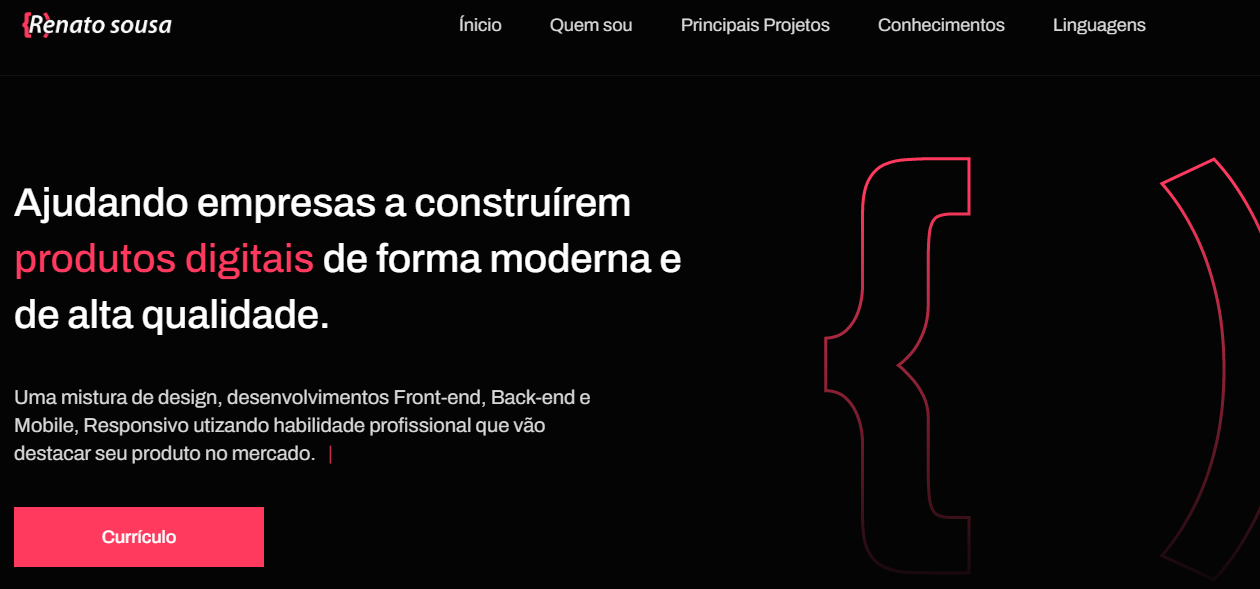 {Renato sousa
Ínicio
Quem sou
Principais Projetos
Conhecimentos
Linguagens
Ajudando empresas a construírem
produtos digitais de forma moderna e
de alta qualidade.
Uma mistura de design, desenvolvimentos Front-end, Back-end e
Mobile, Responsivo utizando habilidade profissional que vão
destacar seu produto no mercado. |
Currículo
{ )